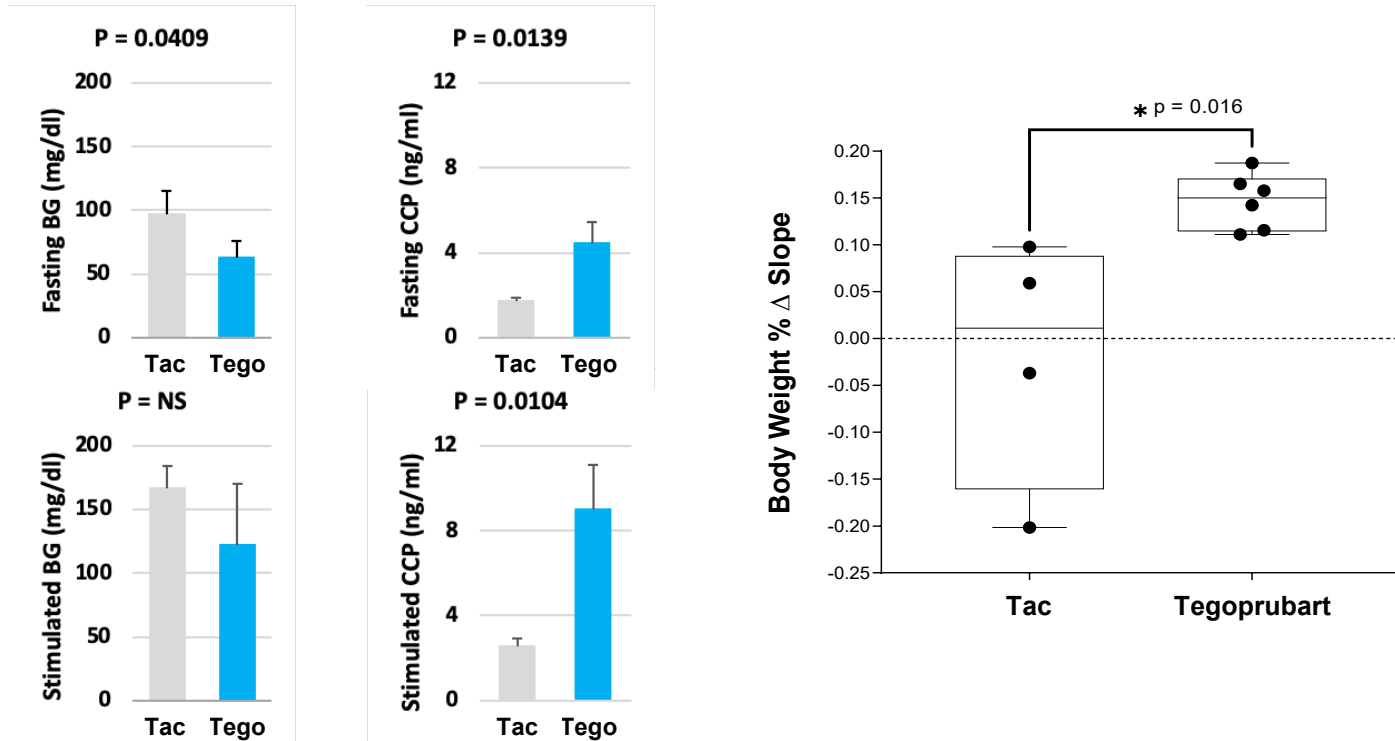 P = 0.0409
Fasting BG (mg/dl)
200
150
100
50
0
Tac Tego
P = 0.0139
Fasting CCP (ng/ml)
12
8
4
0
Tac Tego
P = NS
Stimulated BG (mg/dl)
200
150
100
50
0
Tac Tego
P = 0.0104
Stimulated CCP (ng/ml)
12
8
4
0
Tac Tego
* p = 0.016
Body Weight % Δ Slope
0.20
0.15
0.10
0.05
0.00
-0.05
-0.10
-0.15
-0.20
-0.25
Tac Tegoprubart